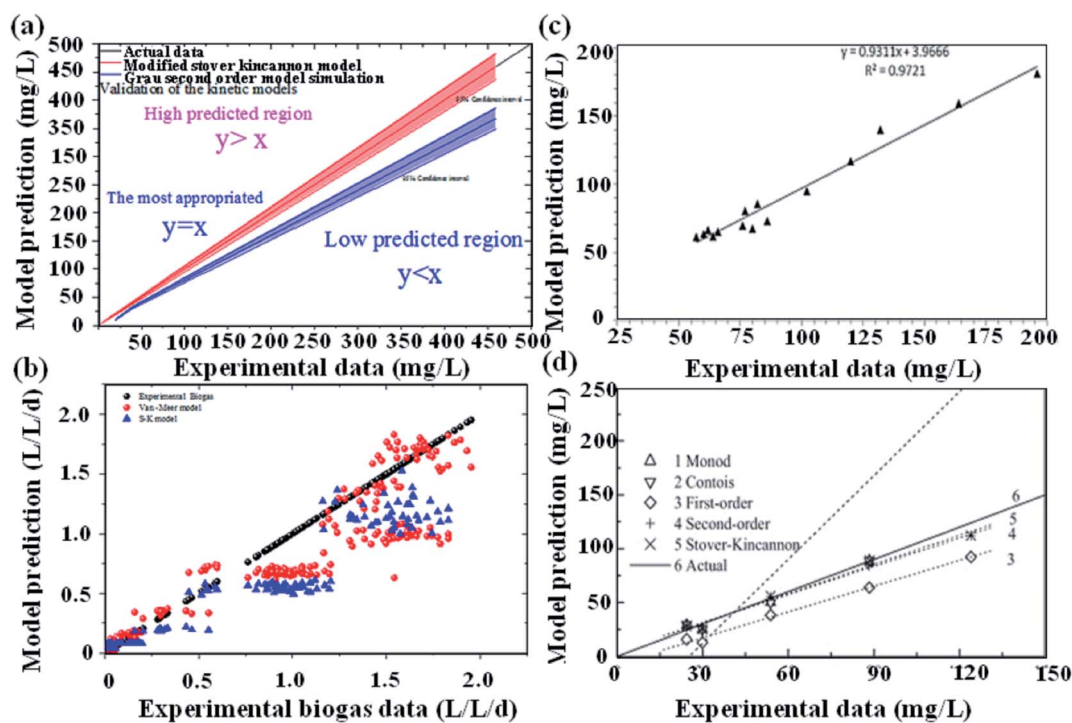 (a)
Model prediction (mg/L)
500
450
400
350
150
250
200
150
100
50
0
Actual data
Modified stover kincannon model
Grau second order model simulation
Validation of the kinetic models
High predicted region
y> x
Confidence interval
The most appropriated
y=x
95% Confidence interval
Low predicted region
y<x
50 100 150 200 250 300 350 400 450 500
Experimental data (mg/L)
(c)
Model prediction (mg/L)
200
150
100
50
0
y = 0.9311x + 3.9666
R² = 0.9721
25 50 75 100 125 150 175 200
Experimental data (mg/L)
(b)
Model prediction (L/L/d)
2.0
1.5
1.0
0.5
0
Experimental Biogas
Van -Meer model
S-K model
0 0.5 1.0 1.5 2.0
Experimental biogas data (L/L/d)
(d)
Model prediction (mg/L)
250
200
150
100
50
0
1 Monod
2 Contois
3 First-order
4 Second-order
5 Stover-Kincannon
6 Actual
6
5
4
3
0 30 60 90 120 150
Experimental data (mg/L)